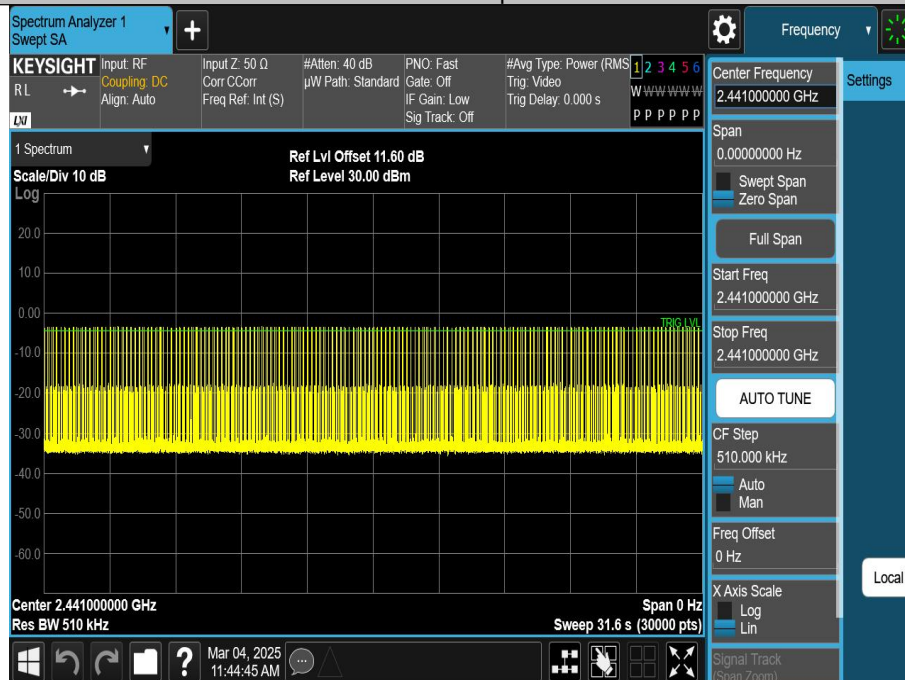 Spectrum Analyzer 1
Swept SA
+
Frequency
KEYSIGHT
RL
LXI
Input: RF
Coupling: DC
Align: Auto
Input Z: 50 Ω
Corr CCorr
Freq Ref: Int (S)
#Atten: 40 dB
µW Path: Standard
PNO: Fast
Gate: Off
IF Gain: Low
Sig Track: Off
#Avg Type: Power (RMS
Trig: Video
Trig Delay: 0.000 s
1 2 3 4 5 6
W W W W W W
P P P P P P
1 Spectrum
Scale/Div 10 dB
Log
Ref Lvl Offset 11.60 dB
Ref Level 30.00 dBm
20.0
10.0
0.00
TRIG LVL
-10.0
-20.0
-30.0
-40.0
-50.0
-60.0
Center 2.441000000 GHz
Res BW 510 kHz
Span 0 Hz
Sweep 31.6 s (30000 pts)
Center Frequency
2.441000000 GHz
Settings
Span
0.00000000 Hz
Swept Span
Zero Span
Full Span
Start Freq
2.441000000 GHz
Stop Freq
2.441000000 GHz
AUTO TUNE
CF Step
510.000 kHz
Auto
Man
Freq Offset
0 Hz
Local
X Axis Scale
Log
Lin
Signal Track
(Span Zoom)
?
Mar 04, 2025
11:44:45 AM